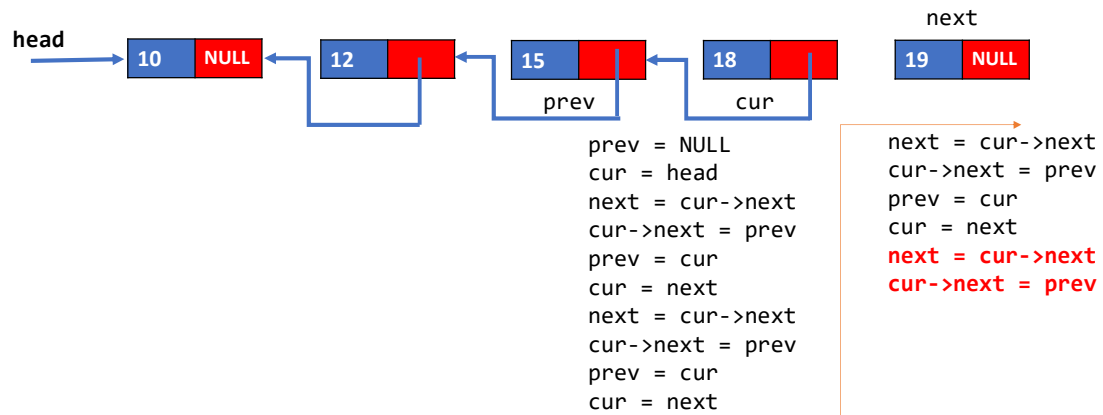 next
head
10 NULL 12 15 18 19 NULL
prev cur
prev = NULL
cur = head
next = cur->next
cur->next = prev
prev = cur
cur = next
next = cur->next
cur->next = prev
prev = cur
cur = next
next = cur->next
cur->next = prev
prev = cur
cur = next
next = cur->next
cur->next = prev